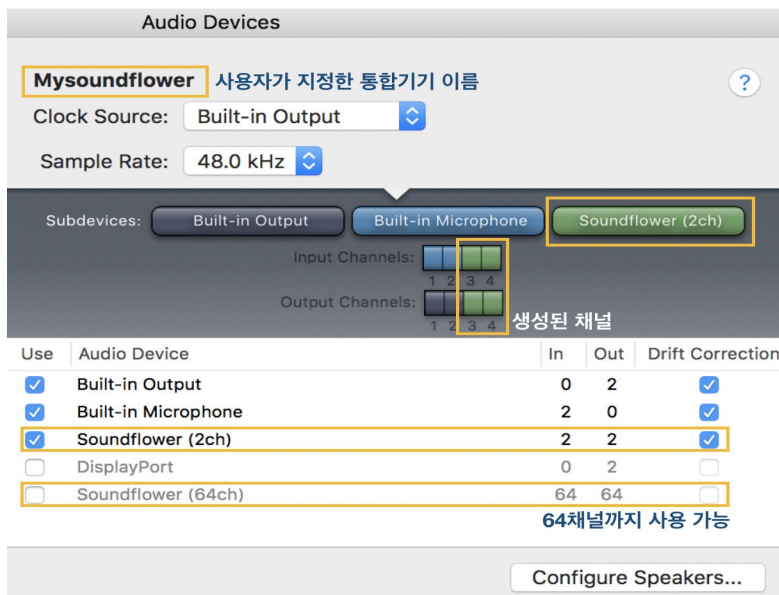 Audio Devices
Mysoundflower 사용자가 지정한 통합기기 이름
?
Clock Source: Built-in Output
Sample Rate: 48.0 kHz
Subdevices: Built-in Output Built-in Microphone Soundflower (2ch)
Input Channels:
1 2 3 4
Output Channels:
1 2 3 4 생성된 채널
Use Audio Device In Out Drift Correction
Built-in Output 0 2
Built-in Microphone 2 0
Soundflower (2ch) 2 2
DisplayPort 0 2
Soundflower (64ch) 64 64
64채널까지 사용 가능
Configure Speakers...